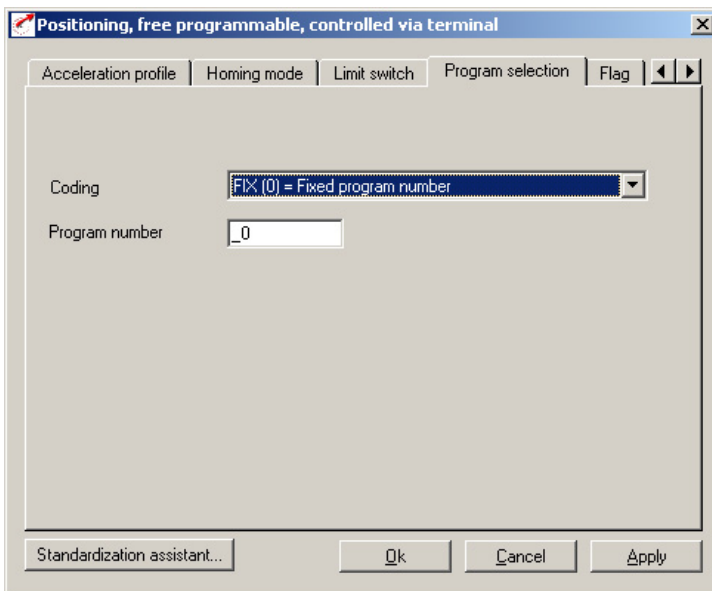 Positioning, free programmable, controlled via terminal
Acceleration profile Homing mode Limit switch Program selection Flag
Coding FIX (0) = Fixed program number
Program number _0
Standardization assistant... Ok Cancel Apply